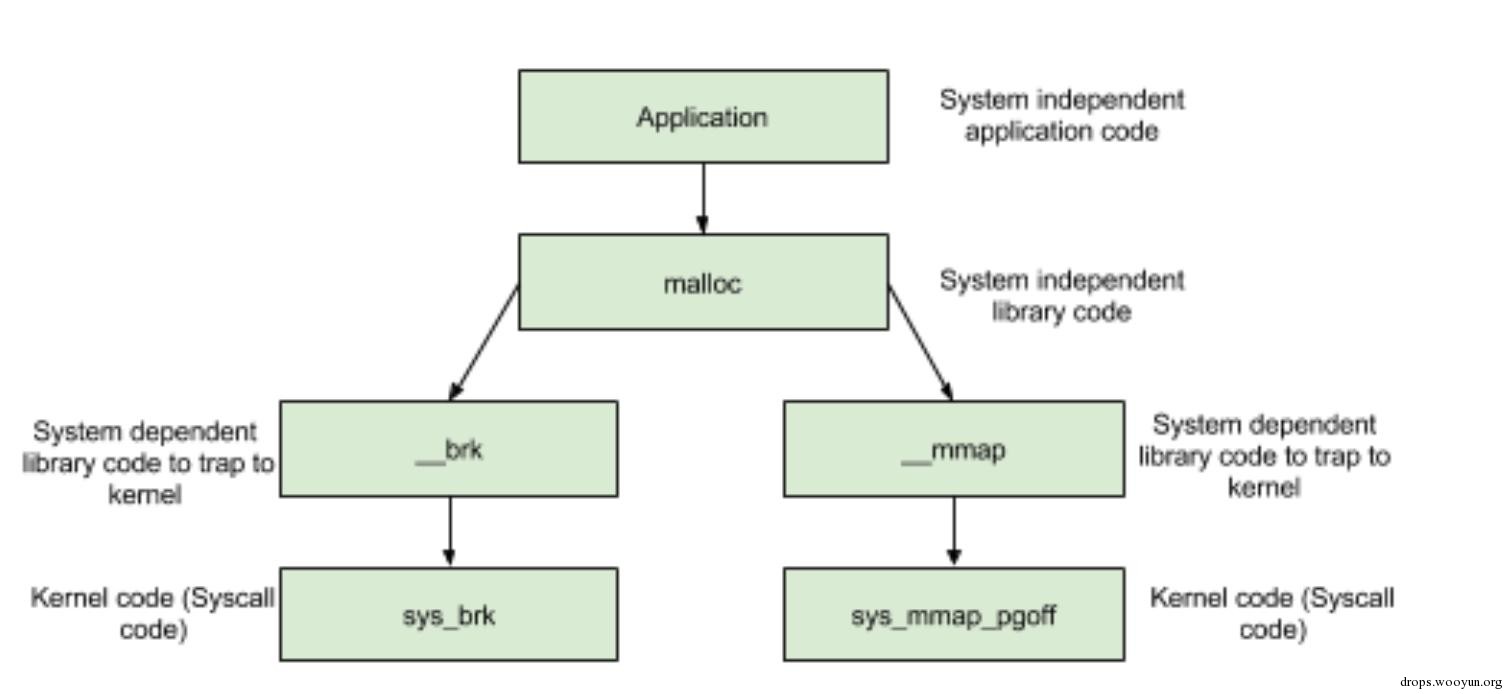 Application
System independent
application code
malloc
System independent
library code
System dependent
library code to trap to
kernel
__brk
__mmap
System dependent
library code to trap to
kernel
Kernel code (Syscall
code)
sys_brk
sys_mmap_pgoff
Kernel code (Syscall
code)
drops.wooyun.org